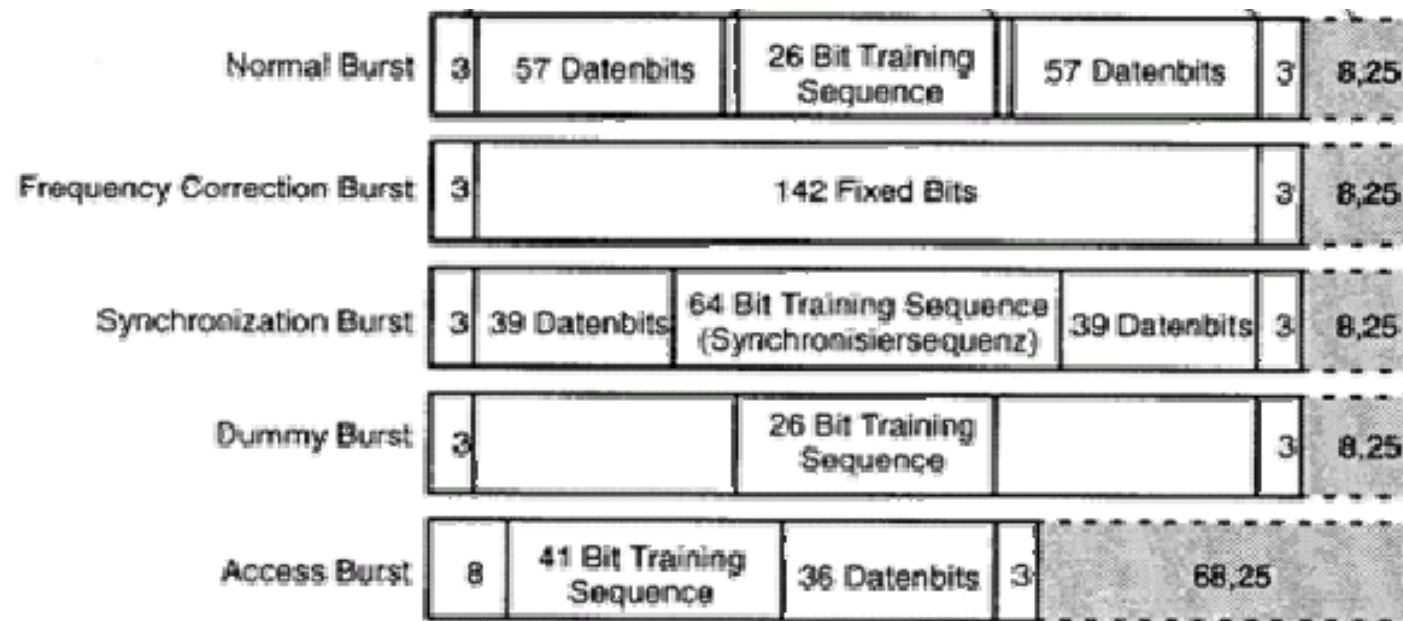 Normal Burst 3 57 Datenbits 26 Bit Training Sequence 57 Datenbits 3 8,25
Frequency Correction Burst 3 142 Fixed Bits 3 8,25
Synchronization Burst 3 39 Datenbits 64 Bit Training Sequence (Synchronisiersequenz) 39 Datenbits 3 8,25
Dummy Burst 3 26 Bit Training Sequence 3 8,25
Access Burst 8 41 Bit Training Sequence 36 Datenbits 3 68,25